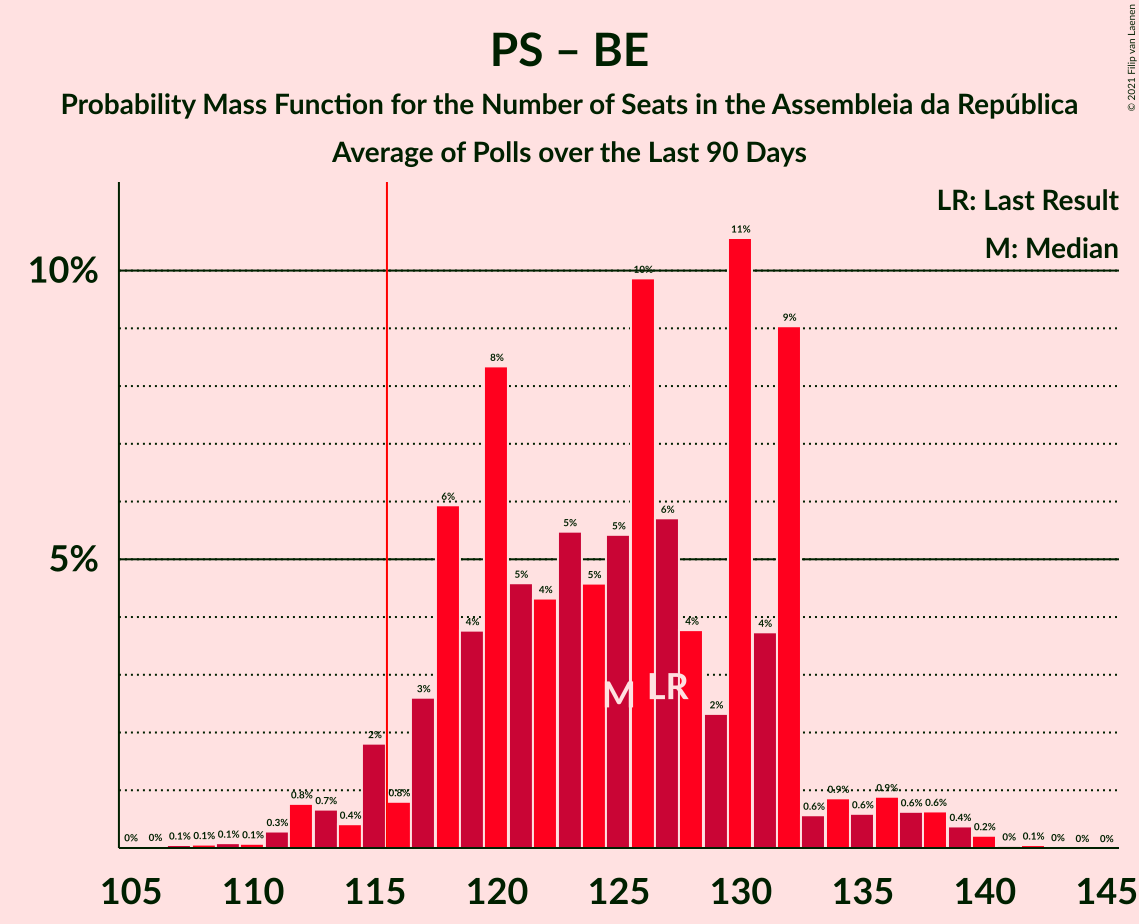 PS – BE
Probability Mass Function for the Number of Seats in the Assembleia da República
Average of Polls over the Last 90 Days
© 2021 Filip van Laenen
LR: Last Result
M: Median
10%
5%
0% 0% 0.1% 0.1% 0.1% 0.1% 0.3% 0.8% 0.7% 0.4% 2% 0.8% 3% 6% 4% 8% 5% 4% 5% 5% 5% 10% 6% 4% 2% 11% 4% 9% 0.6% 0.9% 0.6% 0.9% 0.6% 0.6% 0.4% 0.2% 0% 0.1% 0% 0% 0%
M LR
105 110 115 120 125 130 135 140 145